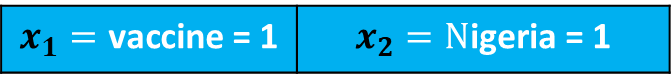 x₁ = vaccine = 1 x₂ = Nigeria = 1